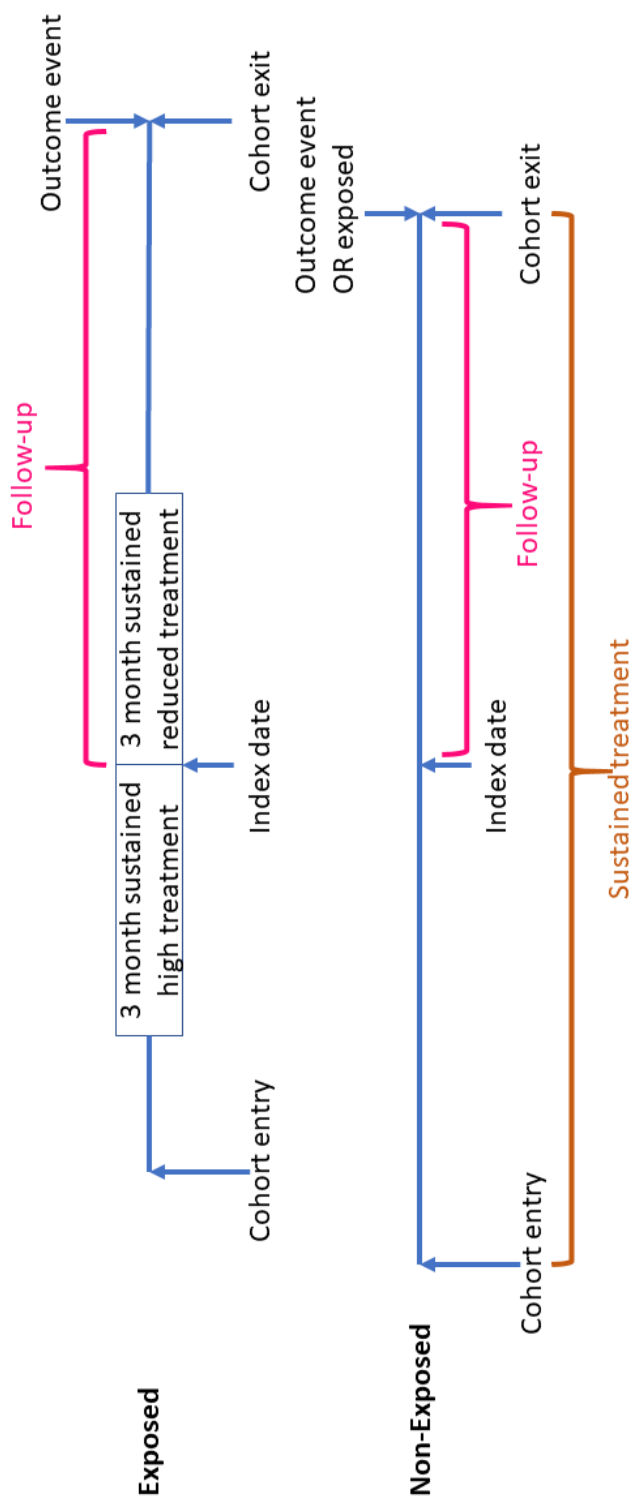 Exposed
Cohort entry
3 month sustained
high treatment
Index date
3 month sustained
reduced treatment
Follow-up
Outcome event
Cohort exit
Non-Exposed
Cohort entry
Index date
Follow-up
Outcome event
OR exposed
Cohort exit
Sustained treatment